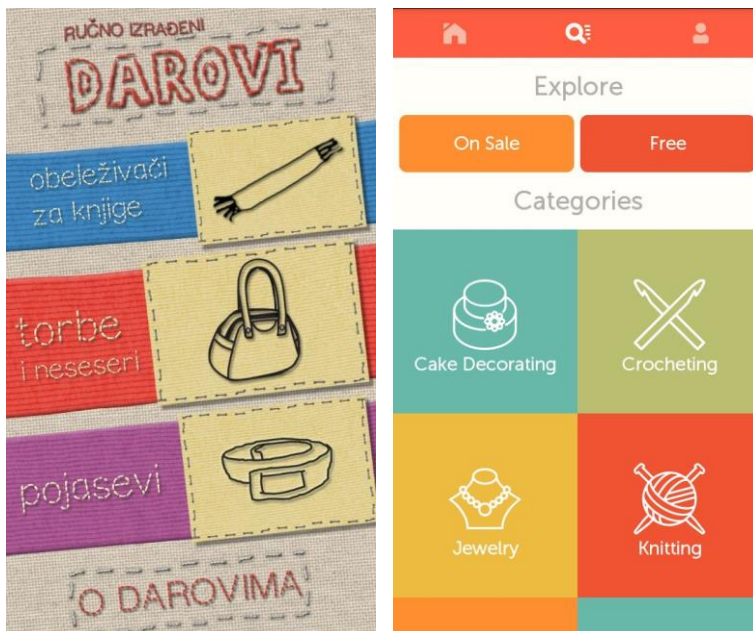 RUČNO IZRAĐENI
DAROVI
obeleživači
za knjige
torbe
i neseseri
pojasevi
O DAROVIMA
Explore
On Sale
Free
Categories
Cake Decorating
Crocheting
Jewelry
Knitting